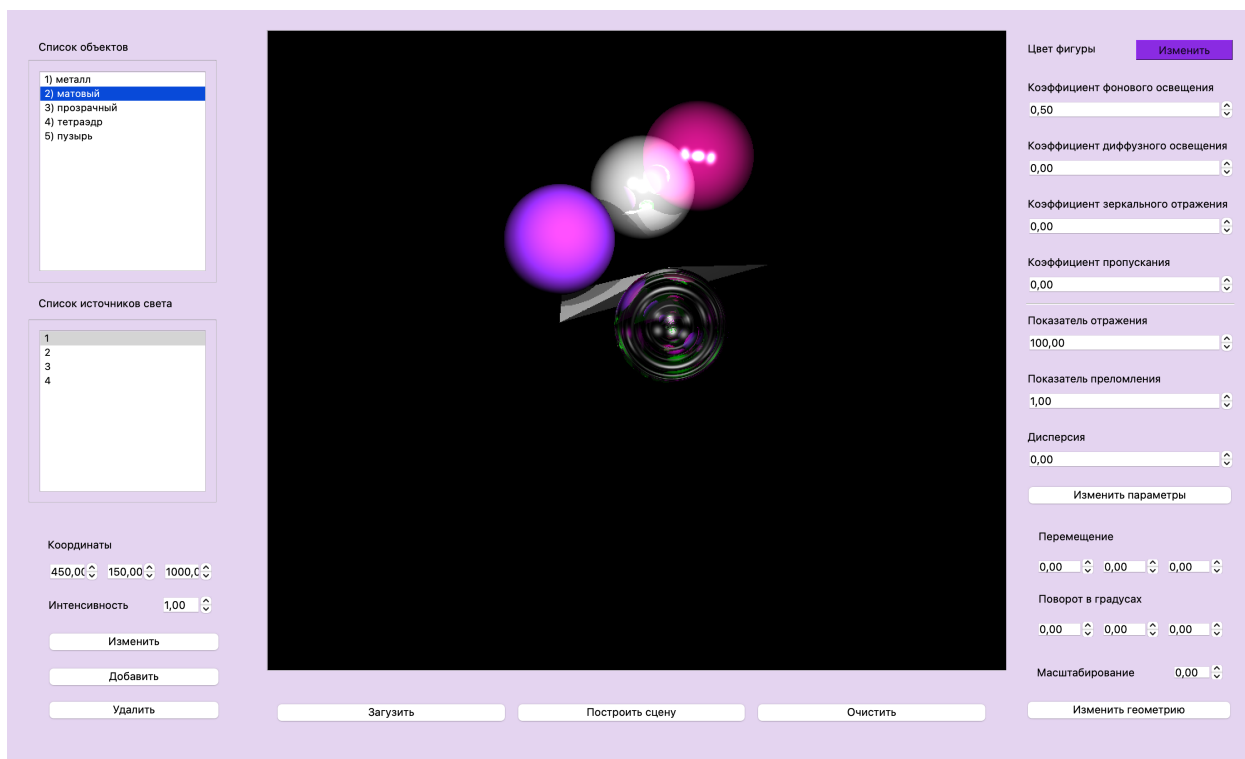 Список объектов
1) металл
2) матовый
3) прозрачный
4) тетраэдр
5) пузырь
Список источников света
1
2
3
4
Координаты
450,00 150,00 1000,0
Интенсивность 1,00
Изменить
Добавить
Удалить
Загузить Построить сцену Очистить
Цвет фигуры Изменить
Коэффициент фонового освещения
0,50
Коэффициент диффузного освещения
0,00
Коэффициент зеркального отражения
0,00
Коэффициент пропускания
0,00
Показатель отражения
100,00
Показатель преломления
1,00
Дисперсия
0,00
Изменить параметры
Перемещение
0,00 0,00 0,00
Поворот в градусах
0,00 0,00 0,00
Масштабирование 0,00
Изменить геометрию